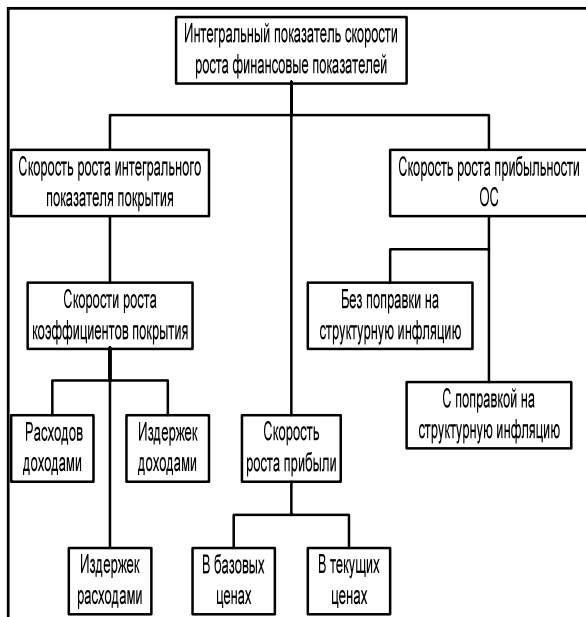 Интегральный показатель скорости
роста финансовые показателей
Скорость роста интегрального
показателя покрытия
Скорость роста прибыльности
ОС
Скорости роста
коэффициентов покрытия
Без поправки на
структурную инфляцию
С поправкой на
структурную инфляцию
Расходов
доходами
Издержек
доходами
Скорость
роста прибыли
Издержек
расходами
В базовых
ценах
В текущих
ценах